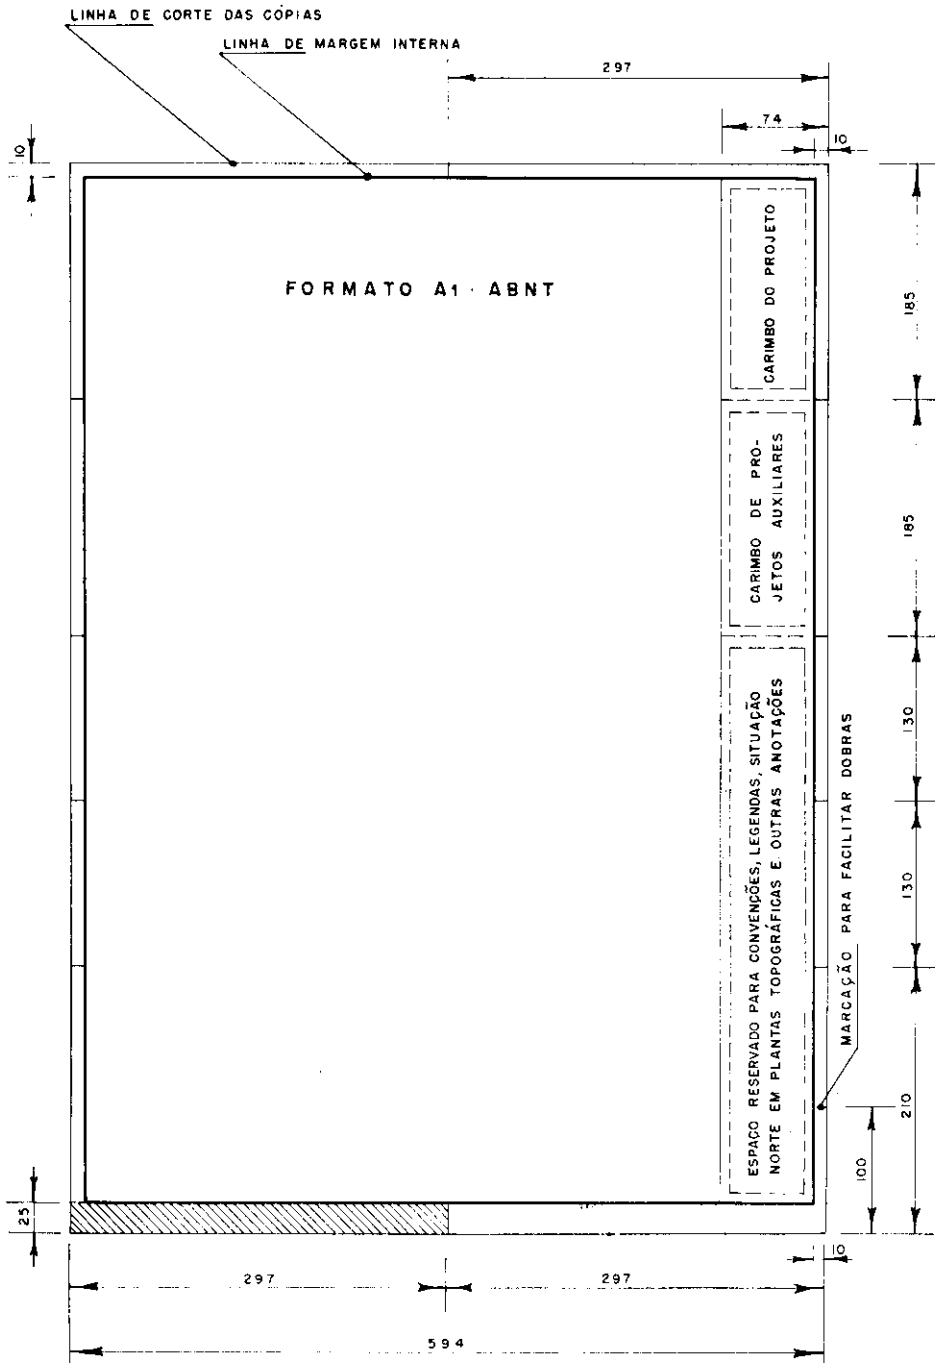 LINHA DE CORTE DAS CÓPIAS
LINHA DE MARGEM INTERNA
297
74
10
10
FORMATO A1 - ABNT
CARIMBO DO PROJETO
185
CARIMBO DE PRO-
JETOS AUXILIARES
185
ESPAÇO RESERVADO PARA CONVENÇÕES, LEGENDAS, SITUAÇÃO
NORTE EM PLANTAS TOPOGRÁFICAS E OUTRAS ANOTAÇÕES
130
130
MARCAÇÃO PARA FACILITAR DOBRAS
210
100
25
10
297
297
594